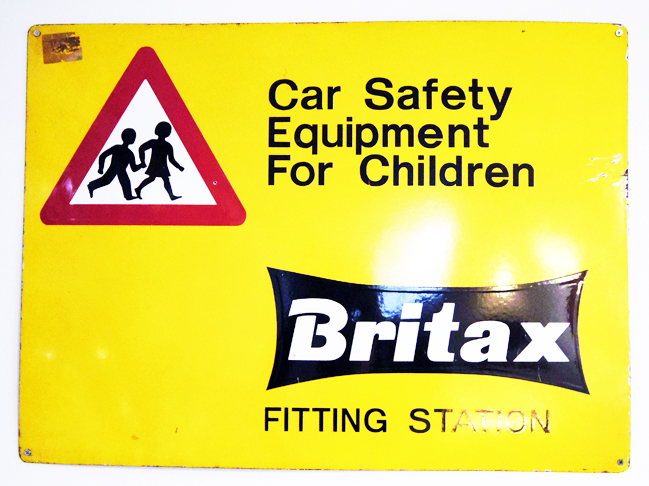 Car Safety
Equipment
For Children
Britax
FITTING STATION